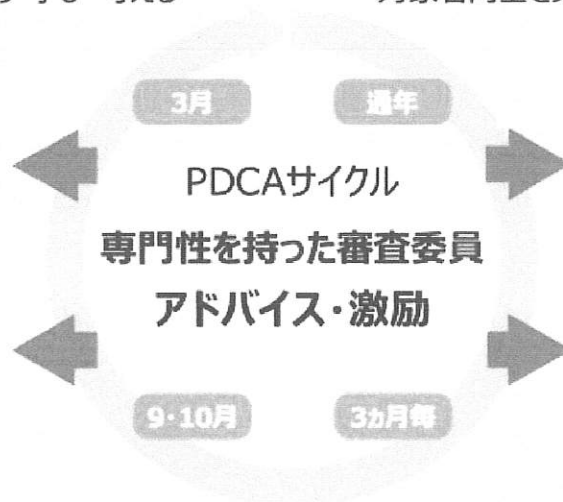 3月
通年
PDCAサイクル
専門性を持った審査委員
アドバイス・激励
9・10月
3ヵ月毎